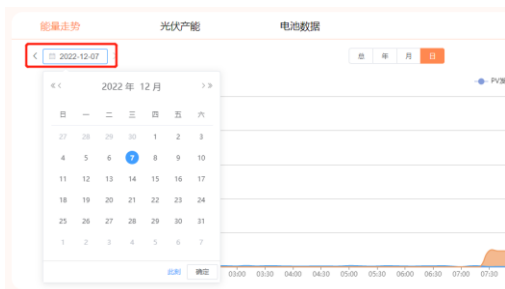 能量走势 光伏产能 电池数据
< 2022-12-07 总 年 月 日
PV发
«< 2022 年 12 月 >»
日 一 二 三 四 五 六
27 28 29 30 1 2 3
4 5 6 7 8 9 10
11 12 13 14 15 16 17
18 19 20 21 22 23 24
25 26 27 28 29 30 31
1 2 3 4 5 6 7
此刻 确定
03:00 03:30 04:00 04:30 05:00 05:30 06:00 06:30 07:00 07:30